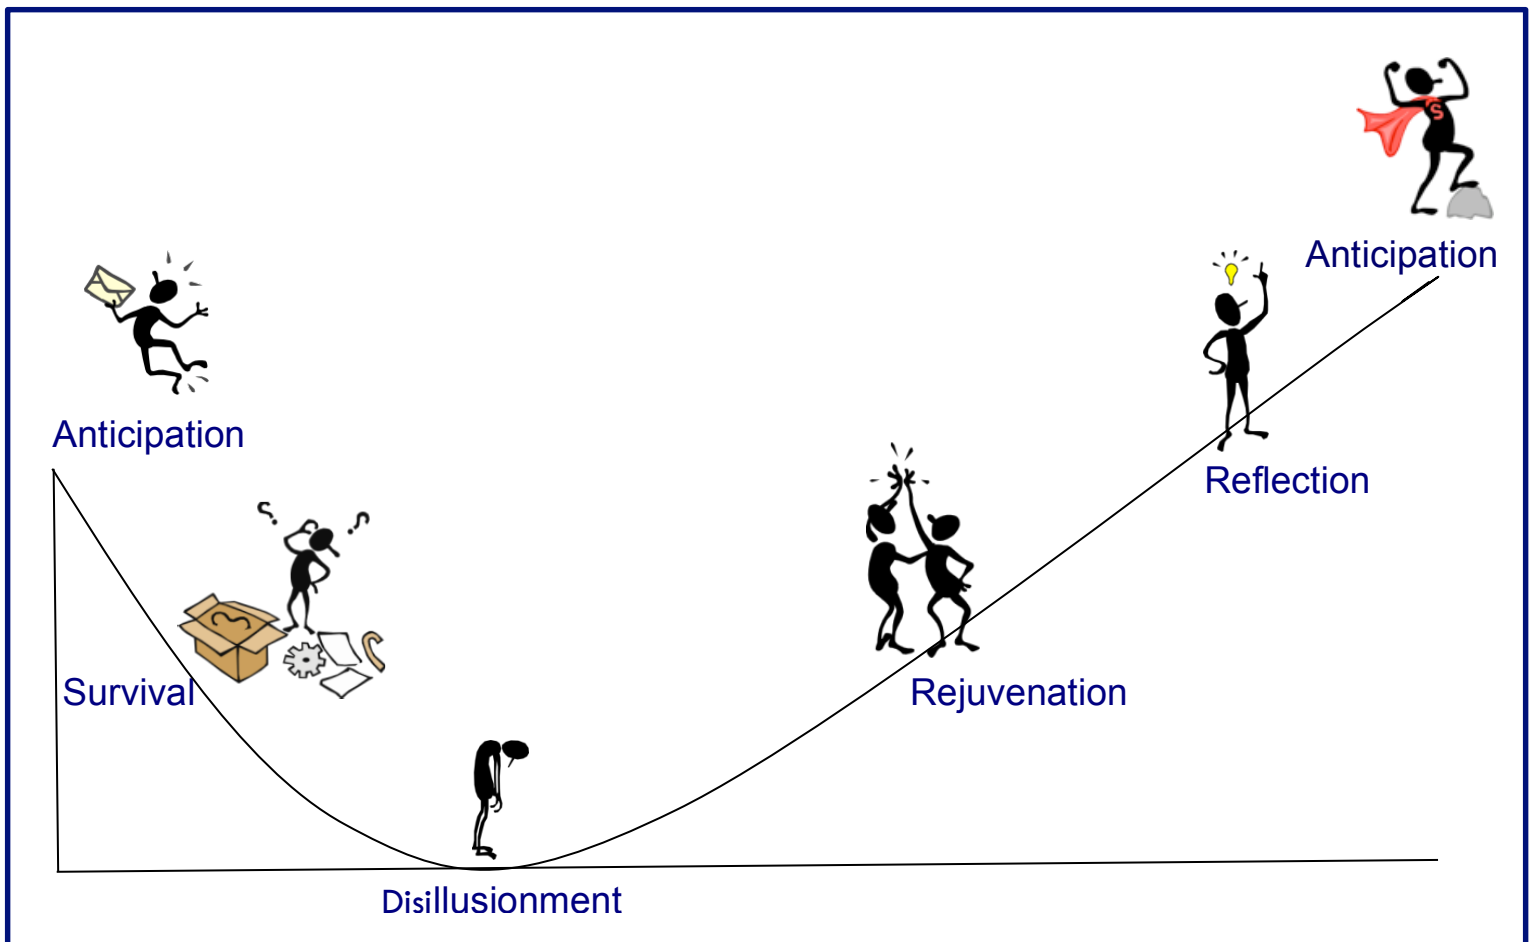 Anticipation
Anticipation
Reflection
Survival
Rejuvenation
Disillusionment
S